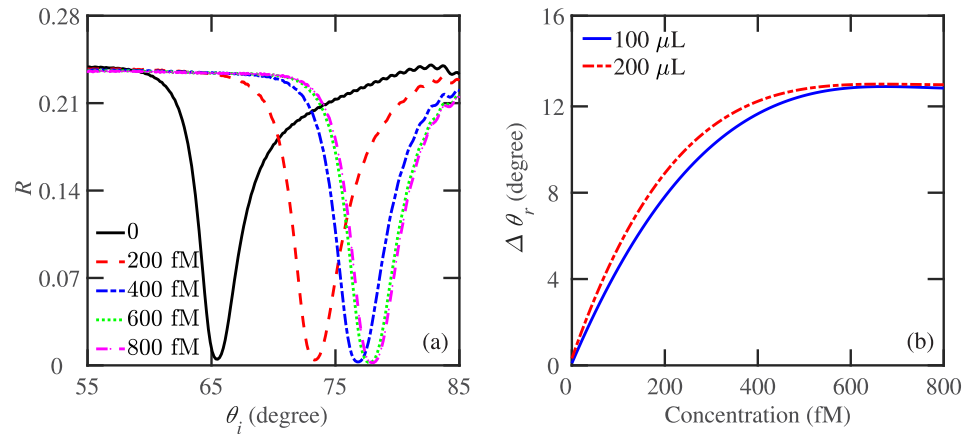 0.28
0.21
0.14
0.07
0
R
0
200 fM
400 fM
600 fM
800 fM
(a)
55
65
75
85
θi (degree)
16
12
8
4
0
Δ θr (degree)
100 μL
200 μL
(b)
0
200
400
600
800
Concentration (fM)